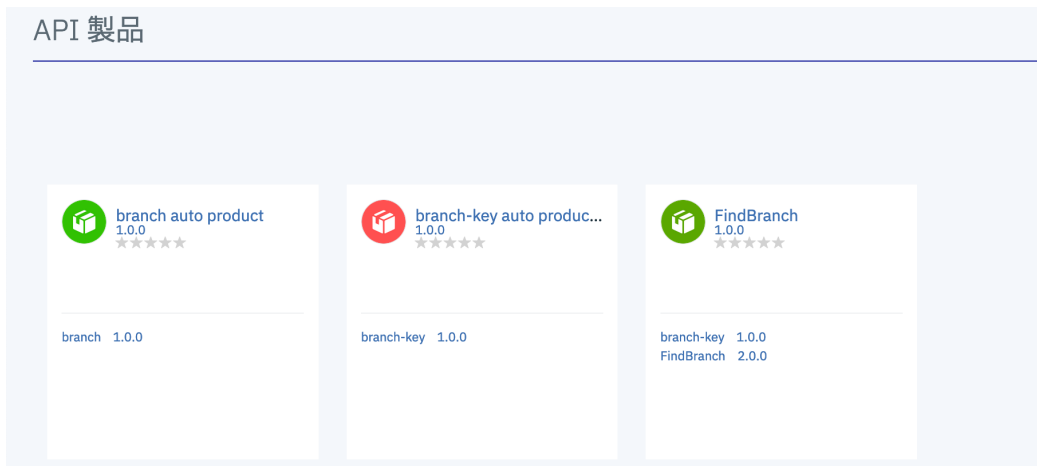 API 製品
branch auto product
1.0.0
branch-key auto produc...
1.0.0
FindBranch
1.0.0
branch 1.0.0
branch-key 1.0.0
branch-key 1.0.0
FindBranch 2.0.0